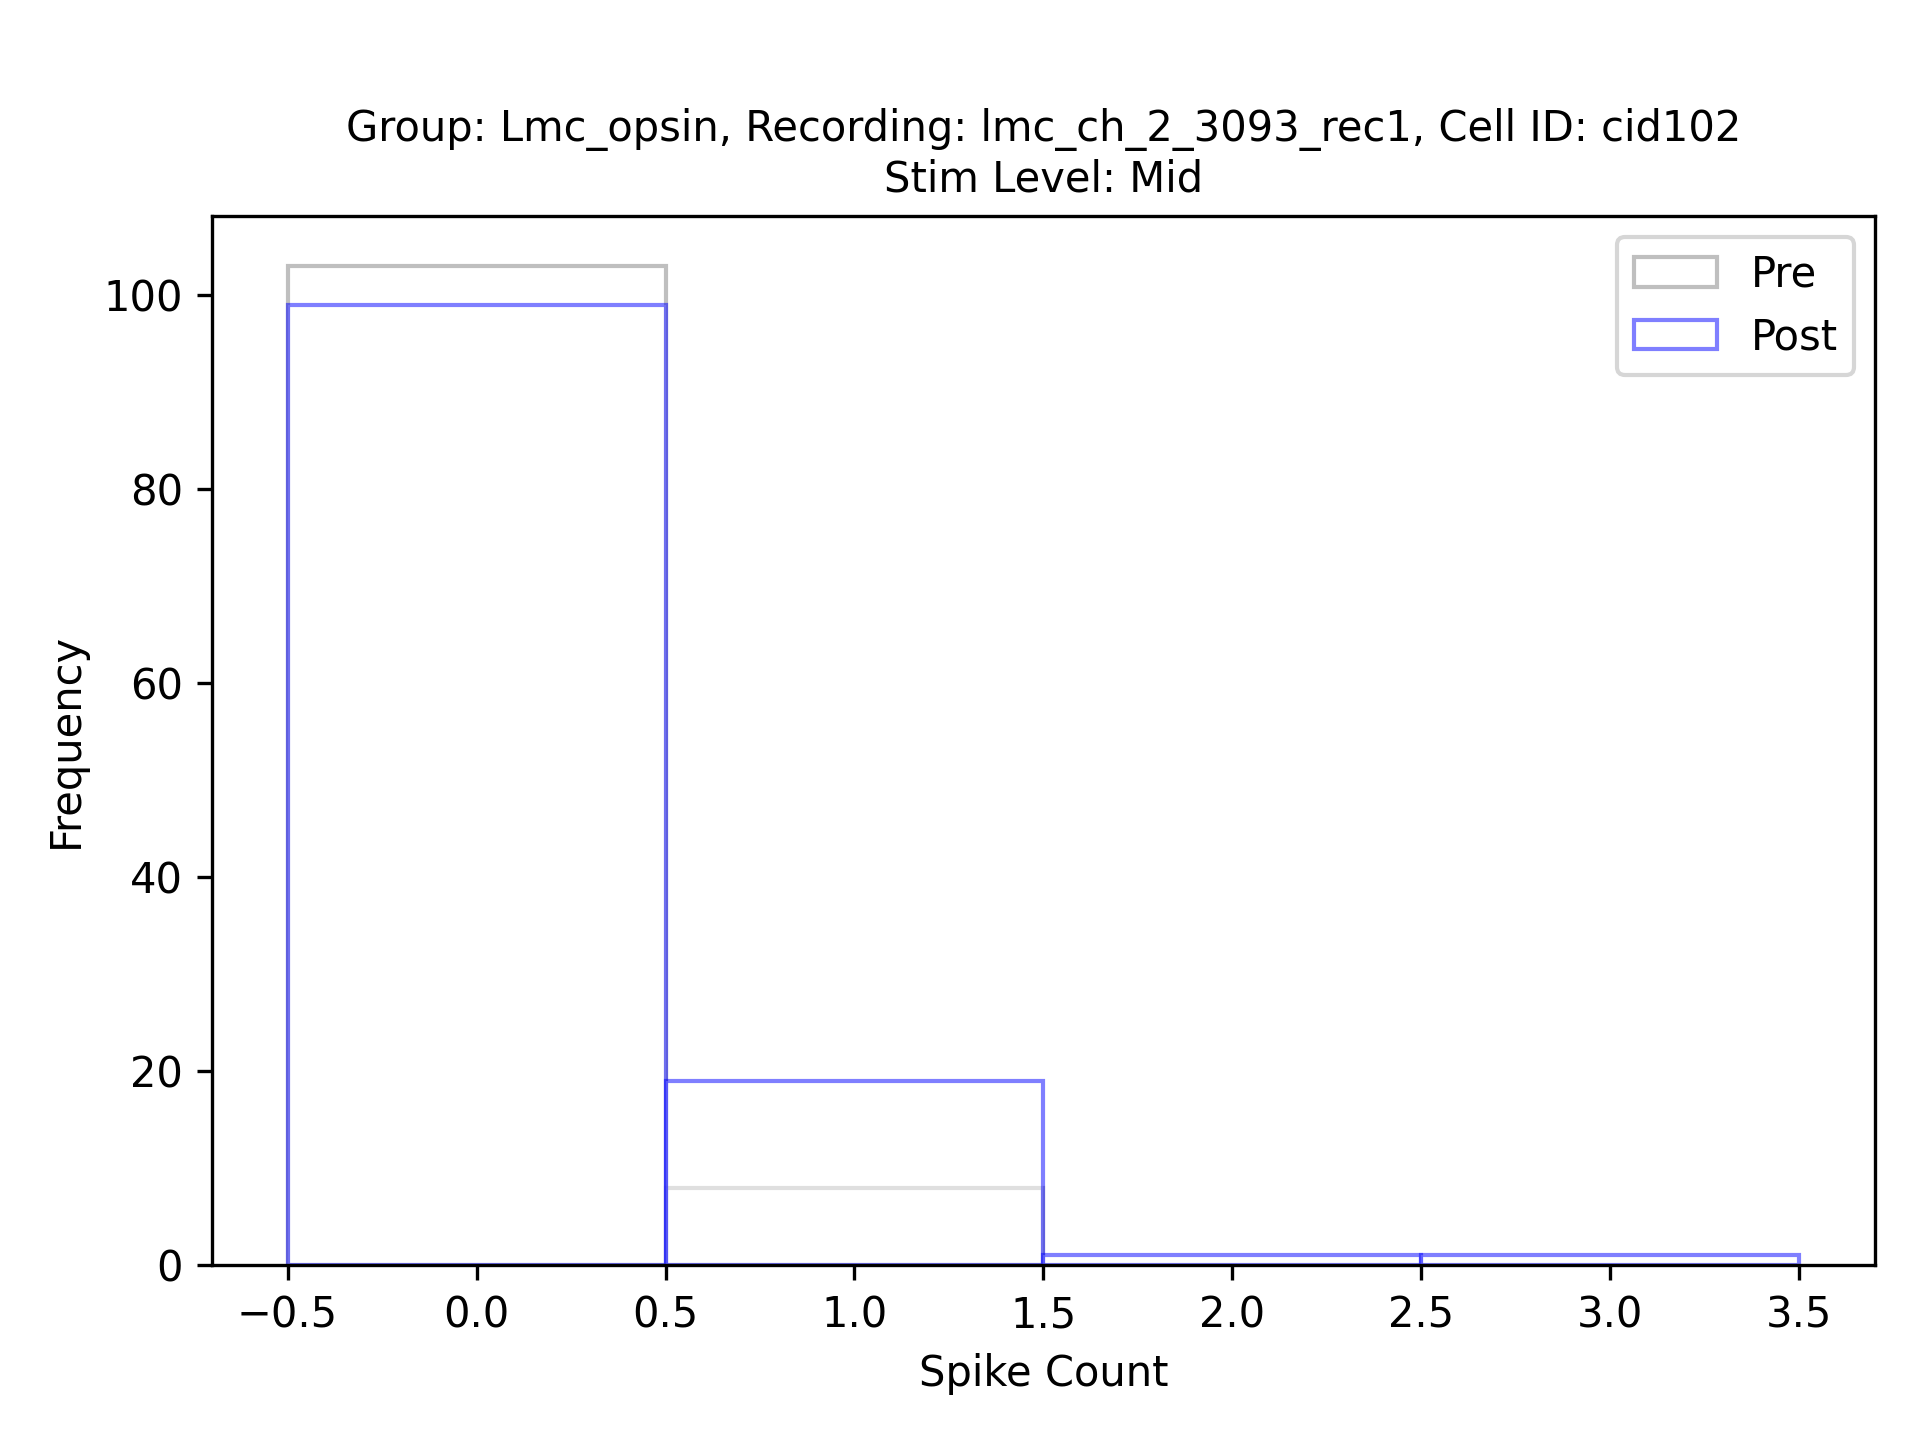 Group: Lmc_opsin, Recording: lmc_ch_2_3093_rec1, Cell ID: cid102
Stim Level: Mid
Pre
Post
100
80
60
40
20
0
Frequency
−0.5 0.0 0.5 1.0 1.5 2.0 2.5 3.0 3.5
Spike Count